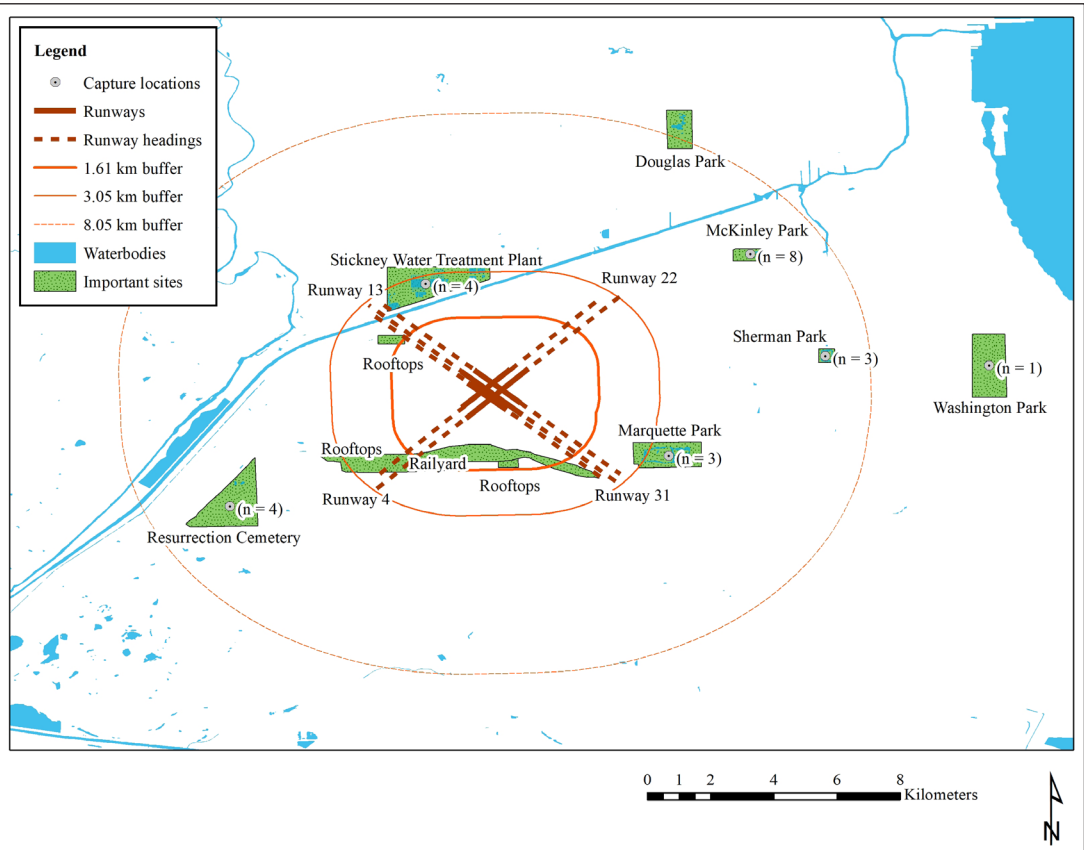 Legend
Capture locations
Runways
Runway headings
1.61 km buffer
3.05 km buffer
8.05 km buffer
Waterbodies
Important sites
Douglas Park
McKinley Park
(n = 8)
Stickney Water Treatment Plant
(n = 4)
Runway 13
Runway 22
Rooftops
Sherman Park
(n = 3)
(n = 1)
Washington Park
Marquette Park
(n = 3)
Rooftops
Railyard
Rooftops
Runway 4
Runway 31
(n = 4)
Resurrection Cemetery
0 1 2 4 6 8
Kilometers
N